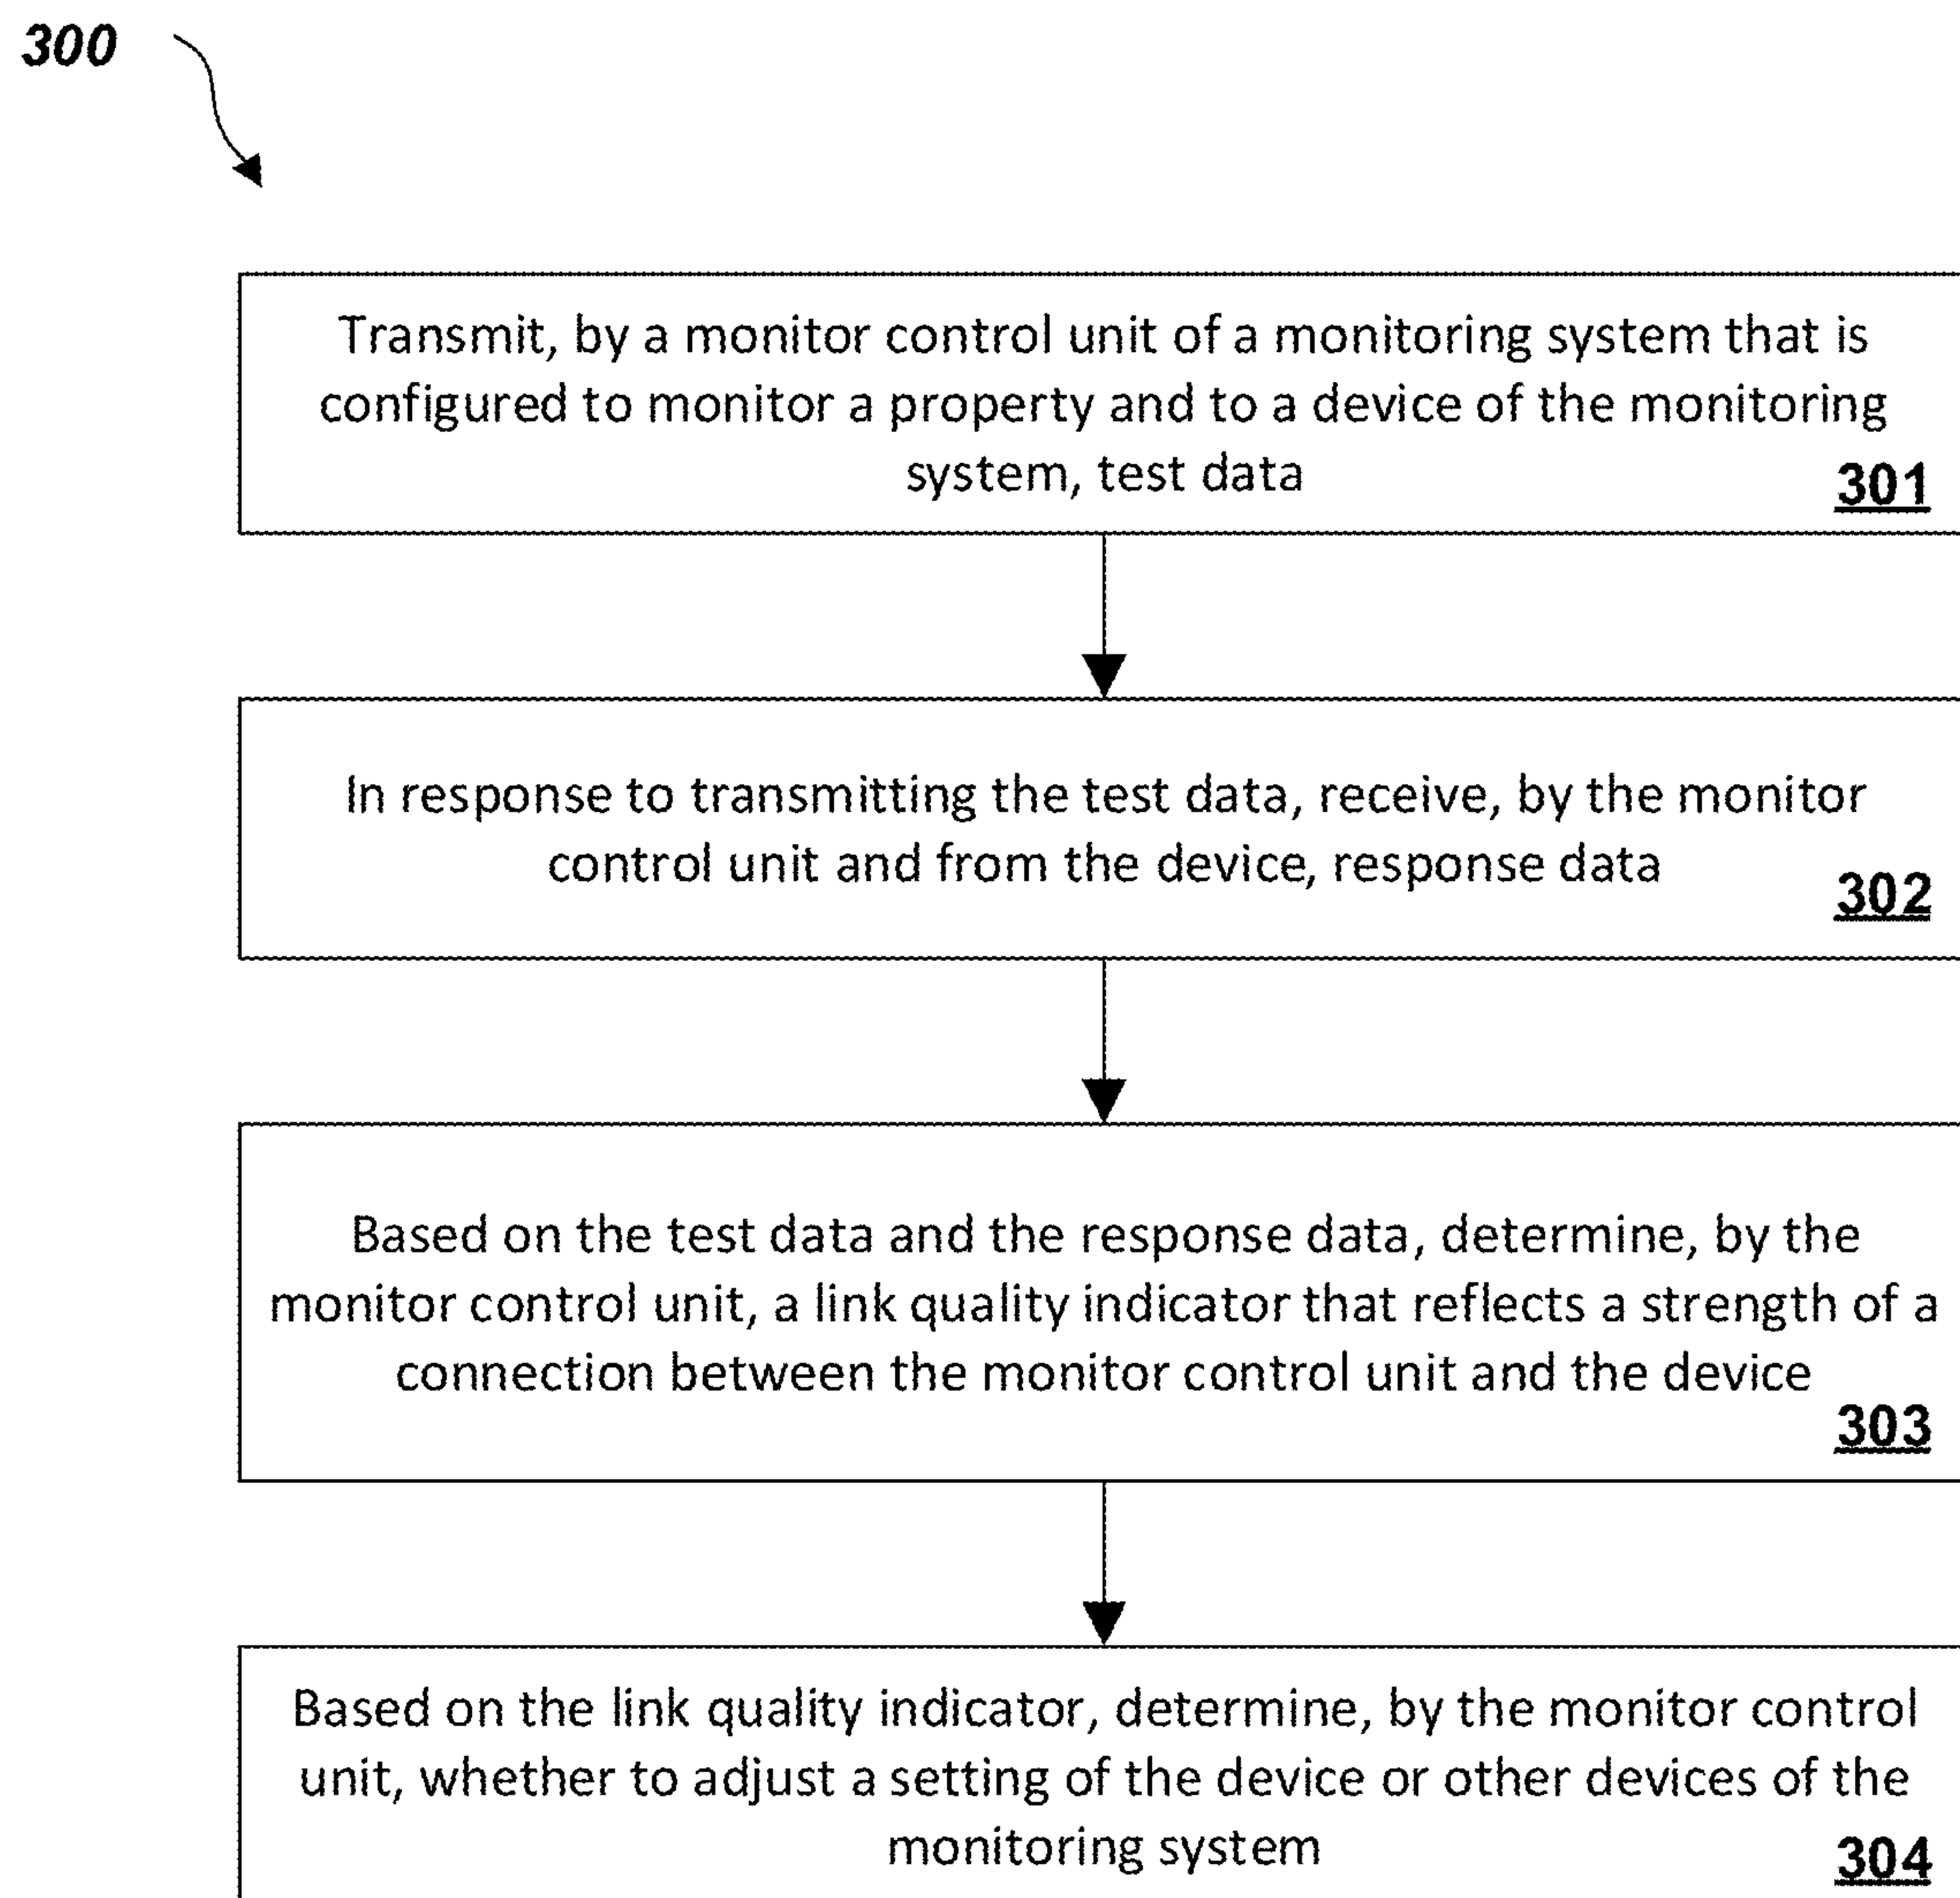 300
Transmit, by a monitor control unit of a monitoring system that is
configured to monitor a property and to a device of the monitoring
system, test data
301
In response to transmitting the test data, receive, by the monitor
control unit and from the device, response data
302
Based on the test data and the response data, determine, by the
monitor control unit, a link quality indicator that reflects a strength of a
connection between the monitor control unit and the device
303
Based on the link quality indicator, determine, by the monitor control
unit, whether to adjust a setting of the device or other devices of the
monitoring system
304